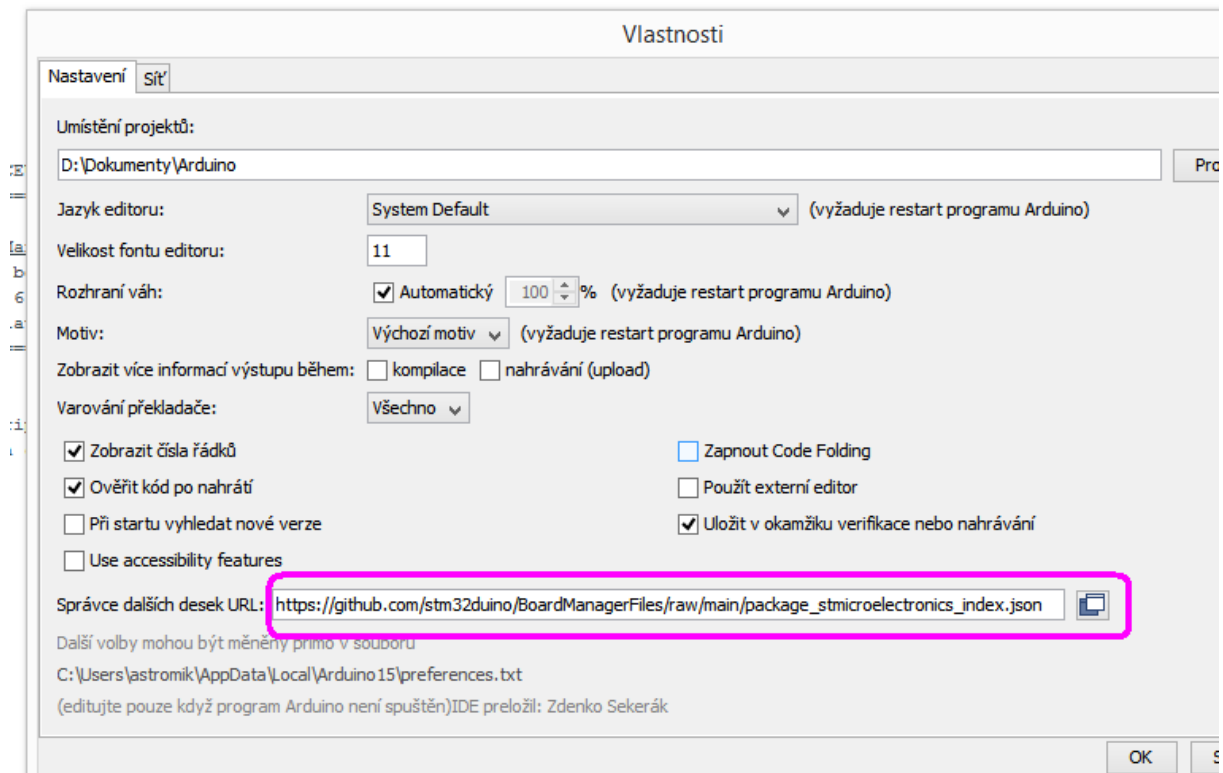 Vlastnosti
Nastavení Síť
Umístění projektů:
D:\Dokumenty\Arduino Pro
Jazyk editoru: System Default (vyžaduje restart programu Arduino)
Velikost fontu editoru: 11
Rozhraní váh: Automatický 100 % (vyžaduje restart programu Arduino)
Motiv: Výchozí motiv (vyžaduje restart programu Arduino)
Zobrazit více informací výstupu během: kompilace nahrávání (upload)
Varování překladače: Všechno
Zobrazit čísla řádků Zapnout Code Folding
Ověřit kód po nahrátí Použít externí editor
Při startu vyhledat nové verze Uložit v okamžiku verifikace nebo nahrávání
Use accessibility features
Správce dalších desek URL: https://github.com/stm32duino/BoardManagerFiles/raw/main/package_stmicroelectronics_index.json
Další volby mohou být měněny přímo v souboru
C:\Users\astromik\AppData\Local\Arduino15\preferences.txt
(editujte pouze když program Arduino není spuštěn)IDE preložil: Zdenko Sekerák
OK